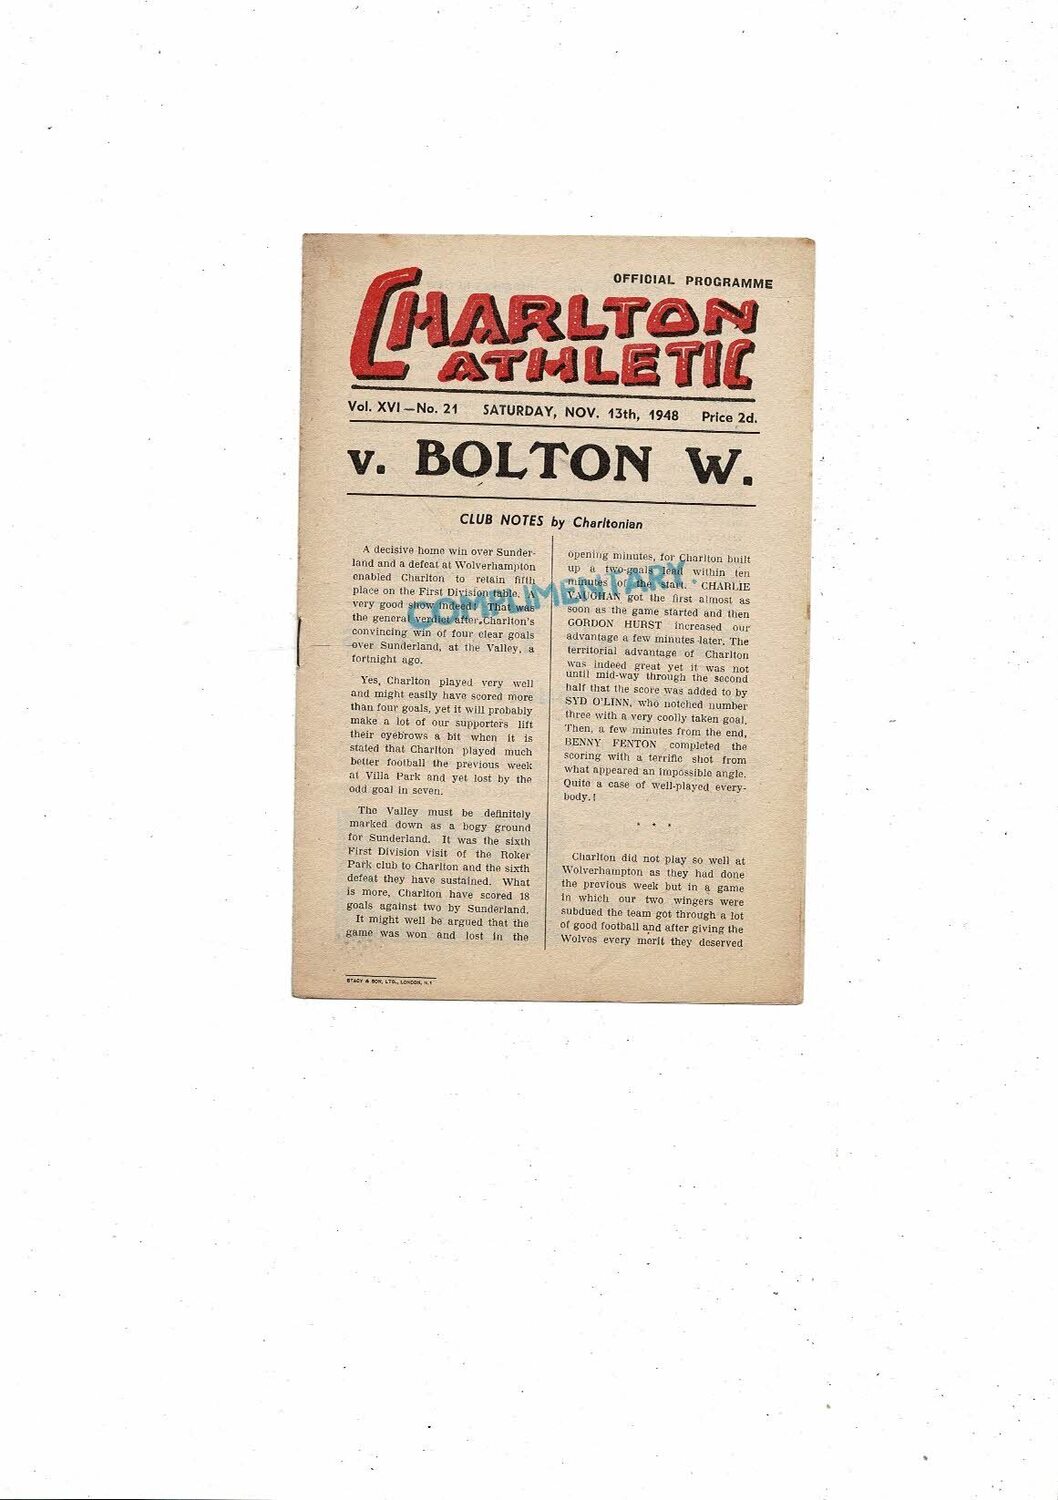 OFFICIAL PROGRAMME
CHARLTON
ATHLETIC
Vol. XVI—No. 21 SATURDAY, NOV. 13th, 1948 Price 2d.
v. BOLTON W.
CLUB NOTES by Charltonian
A decisive home win over Sunder-
land and a defeat at Wolverhampton
enabled Charlton to retain fifth
place on the First Division table. A
very good show indeed! That was
the general verdict after Charlton's
convincing win of four clear goals
over Sunderland, at the Valley, a
fortnight ago.
Yes, Charlton played very well
and might easily have scored more
than four goals, yet it will probably
make a lot of our supporters lift
their eyebrows a bit when it is
stated that Charlton played much
better football the previous week
at Villa Park and yet lost by the
odd goal in seven.
The Valley must be definitely
marked down as a bogy ground
for Sunderland. It was the sixth
First Division visit of the Roker
Park club to Charlton and the sixth
defeat they have sustained. What
is more, Charlton have scored 18
goals against two by Sunderland.
It might well be argued that the
game was won and lost in the
opening minutes, for Charlton built
up a two-goals lead within ten
minutes of the start. CHARLIE
VAUGHAN got the first almost as
soon as the game started and then
GORDON HURST increased our
advantage a few minutes later. The
territorial advantage of Charlton
was indeed great yet it was not
until mid-way through the second
half that the score was added to by
SYD O'LINN, who notched number
three with a very coolly taken goal.
Then, a few minutes from the end,
BENNY FENTON completed the
scoring with a terrific shot from
what appeared an impossible angle.
Quite a case of well-played every-
body.!
. . .
Charlton did not play so well at
Wolverhampton as they had done
the previous week but in a game
in which our two wingers were
subdued the team got through a lot
of good football and after giving the
Wolves every merit they deserved
COMPLIMENTARY.
STACY & SON, LTD., LONDON, N.1